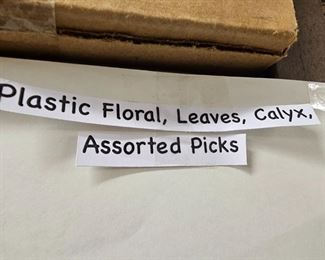 Plastic Floral, Leaves, Calyx,
Assorted Picks